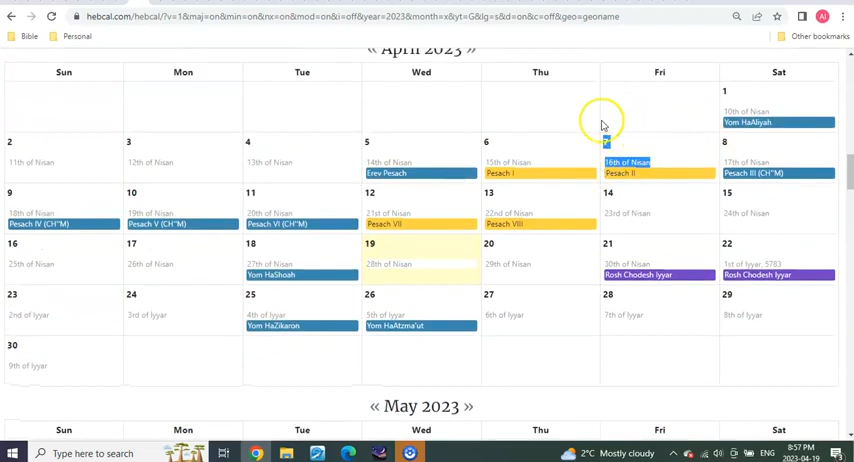 hebcal.com/hebcal/?v=1&maj=on&min=on&nx=on&mod=on&i=off&year=2023&month=x&yt=G&lg=s&d=on&c=off&geo=geoname
AI
Bible Personal Other bookmarks
« April 2023 »
Sun Mon Tue Wed Thu Fri Sat
1
10th of Nisan
Yom HaAliyah
2 3 4 5 6 7 8
11th of Nisan 12th of Nisan 13th of Nisan 14th of Nisan 15th of Nisan 16th of Nisan 17th of Nisan
Erev Pesach Pesach I Pesach II Pesach III (CH''M)
9 10 11 12 13 14 15
18th of Nisan 19th of Nisan 20th of Nisan 21st of Nisan 22nd of Nisan 23rd of Nisan 24th of Nisan
Pesach IV (CH''M) Pesach V (CH''M) Pesach VI (CH''M) Pesach VII Pesach VIII
16 17 18 19 20 21 22
25th of Nisan 26th of Nisan 27th of Nisan 28th of Nisan 29th of Nisan 30th of Nisan 1st of Iyyar, 5783
Yom HaShoah Rosh Chodesh Iyyar Rosh Chodesh Iyyar
23 24 25 26 27 28 29
2nd of Iyyar 3rd of Iyyar 4th of Iyyar 5th of Iyyar 6th of Iyyar 7th of Iyyar 8th of Iyyar
Yom HaZikaron Yom HaAtzma'ut
30
9th of Iyyar
« May 2023 »
Sun Mon Tue Wed Thu Fri Sat
Type here to search 2°C Mostly cloudy ENG 8:57 PM
2023-04-19
3